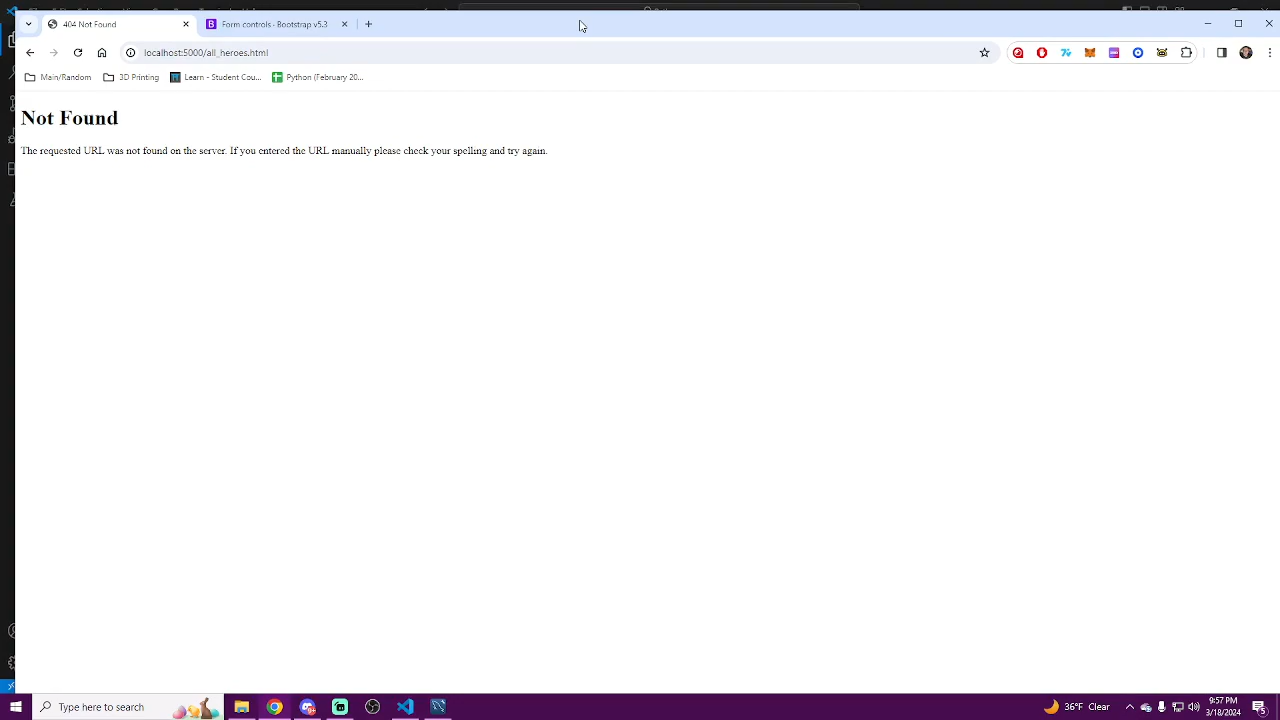 404 Not Found
Form controls · Bootstrap v5.3
localhost:5000/all_heroes.html
Main/Random
3D Printing
Learn - Student Cou...
Python (February 20...
Not Found
The requested URL was not found on the server. If you entered the URL manually please check your spelling and try again.
Type here to search
36°F Clear
9:57 PM
3/18/2024
5